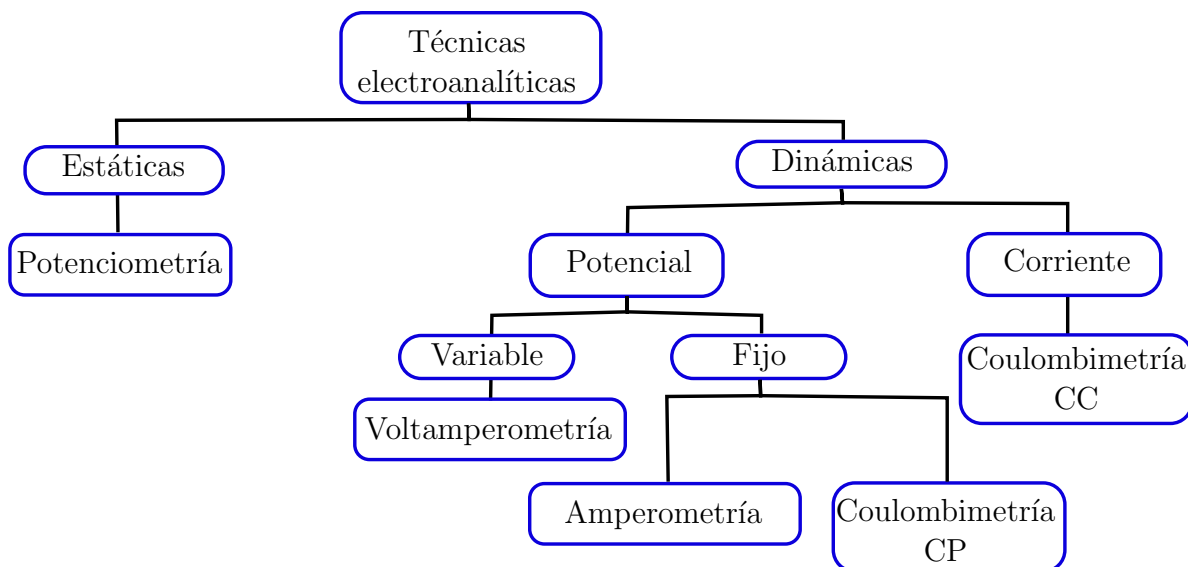 Técnicas
electroanalíticas
Estáticas
Dinámicas
Potenciometría
Potencial
Corriente
Variable
Fijo
Coulombimetría
CC
Voltamperometría
Amperometría
Coulombimetría
CP